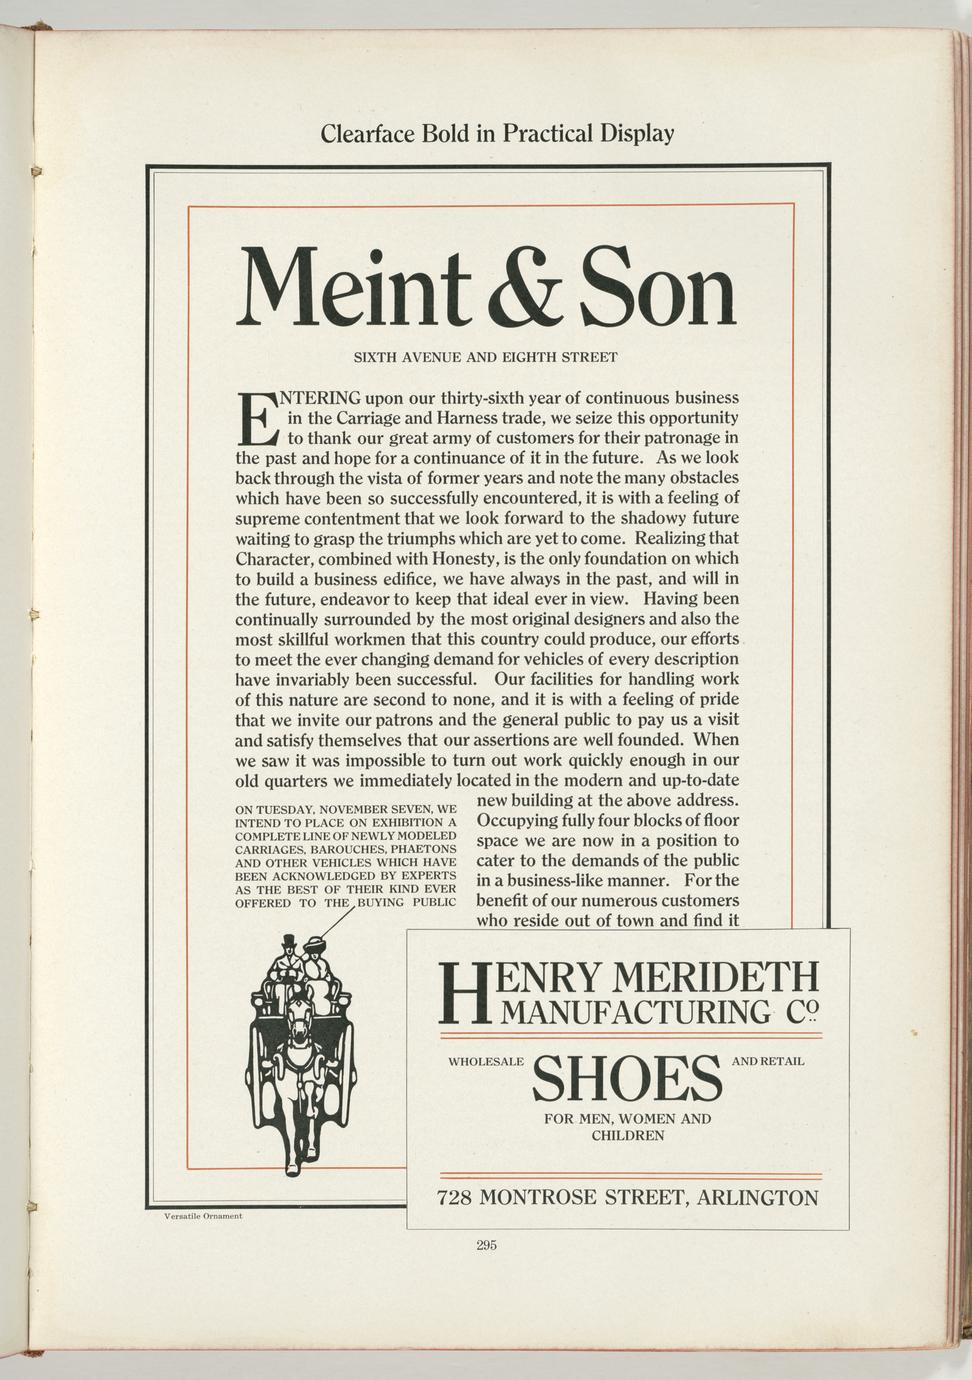 Clearface Bold in Practical Display
Meint & Son
SIXTH AVENUE AND EIGHTH STREET
ENTERING upon our thirty-sixth year of continuous business
in the Carriage and Harness trade, we seize this opportunity
to thank our great army of customers for their patronage in
the past and hope for a continuance of it in the future. As we look
back through the vista of former years and note the many obstacles
which have been so successfully encountered, it is with a feeling of
supreme contentment that we look forward to the shadowy future
waiting to grasp the triumphs which are yet to come. Realizing that
Character, combined with Honesty, is the only foundation on which
to build a business edifice, we have always in the past, and will in
the future, endeavor to keep that ideal ever in view. Having been
continually surrounded by the most original designers and also the
most skillful workmen that this country could produce, our efforts
to meet the ever changing demand for vehicles of every description
have invariably been successful. Our facilities for handling work
of this nature are second to none, and it is with a feeling of pride
that we invite our patrons and the general public to pay us a visit
and satisfy themselves that our assertions are well founded. When
we saw it was impossible to turn out work quickly enough in our
old quarters we immediately located in the modern and up-to-date
new building at the above address.
Occupying fully four blocks of floor
space we are now in a position to
cater to the demands of the public
in a business-like manner. For the
benefit of our numerous customers
who reside out of town and find it
ON TUESDAY, NOVEMBER SEVEN, WE
INTEND TO PLACE ON EXHIBITION A
COMPLETE LINE OF NEWLY MODELED
CARRIAGES, BAROUCHES, PHAETONS
AND OTHER VEHICLES WHICH HAVE
BEEN ACKNOWLEDGED BY EXPERTS
AS THE BEST OF THEIR KIND EVER
OFFERED TO THE BUYING PUBLIC
HENRY MERIDETH
MANUFACTURING Co
WHOLESALE SHOES AND RETAIL
FOR MEN, WOMEN AND
CHILDREN
728 MONTROSE STREET, ARLINGTON
Versatile Ornament
295